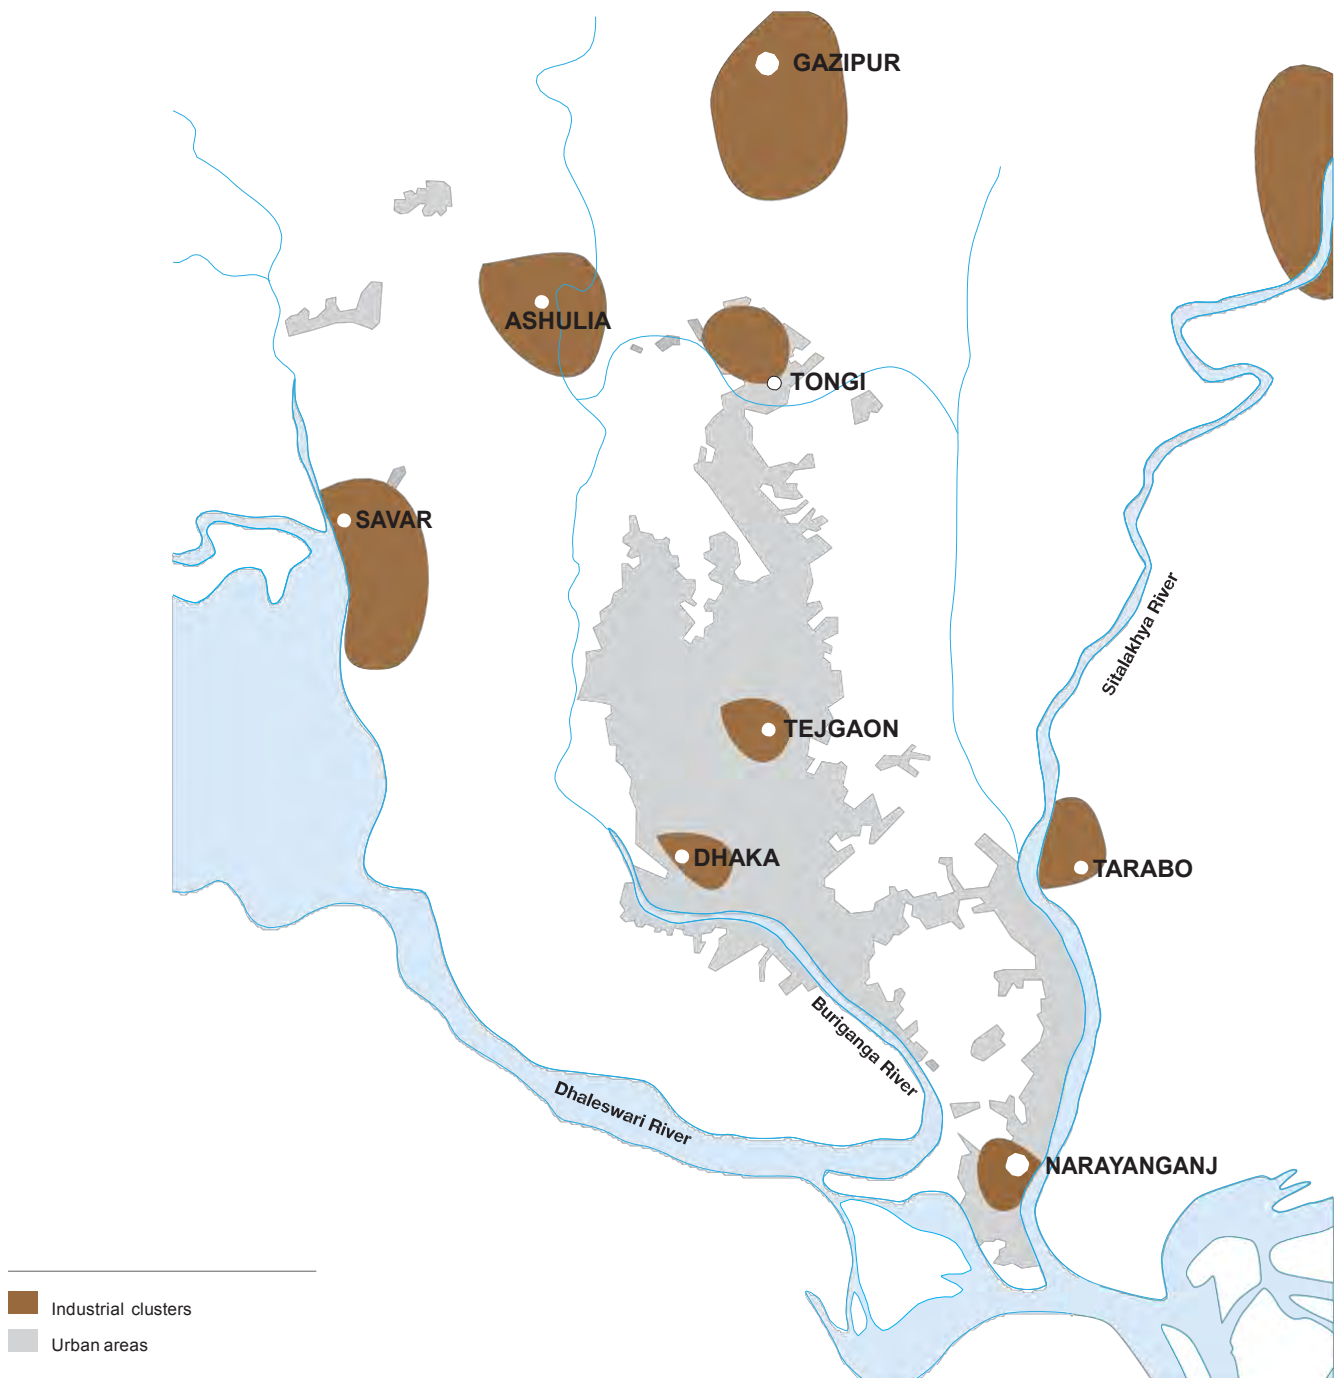 GAZIPUR
ASHULIA
TONGI
SAVAR
Sitalakhya River
TEJGAON
DHAKA
TARABO
Buriganga River
Dhaleswari River
NARAYANGANJ
Industrial clusters
Urban areas